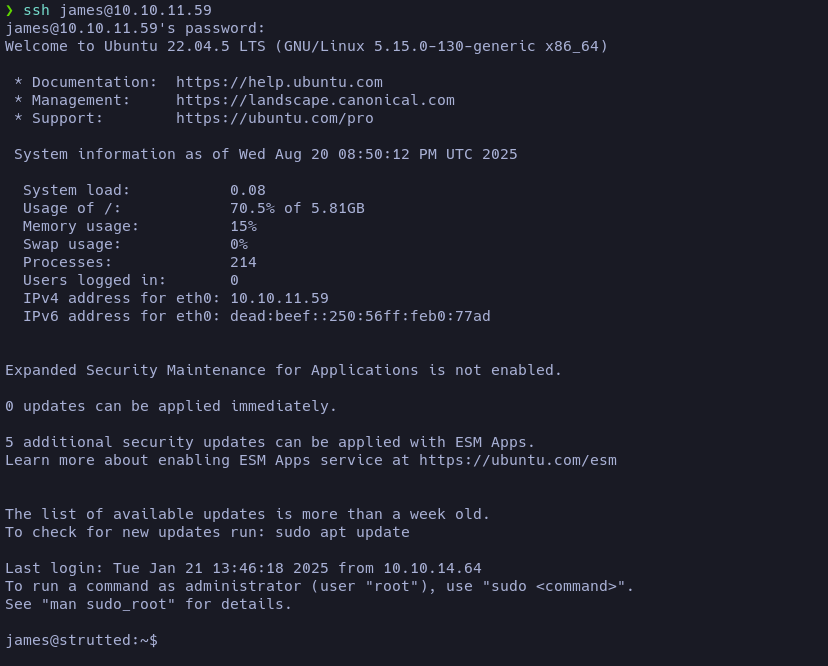 ❯ ssh james@10.10.11.59
james@10.10.11.59's password:
Welcome to Ubuntu 22.04.5 LTS (GNU/Linux 5.15.0-130-generic x86_64)
* Documentation:  https://help.ubuntu.com
* Management:     https://landscape.canonical.com
* Support:        https://ubuntu.com/pro
System information as of Wed Aug 20 08:50:12 PM UTC 2025
System load:           0.08
Usage of /:            70.5% of 5.81GB
Memory usage:          15%
Swap usage:            0%
Processes:             214
Users logged in:       0
IPv4 address for eth0: 10.10.11.59
IPv6 address for eth0: dead:beef::250:56ff:feb0:77ad
Expanded Security Maintenance for Applications is not enabled.
0 updates can be applied immediately.
5 additional security updates can be applied with ESM Apps.
Learn more about enabling ESM Apps service at https://ubuntu.com/esm
The list of available updates is more than a week old.
To check for new updates run: sudo apt update
Last login: Tue Jan 21 13:46:18 2025 from 10.10.14.64
To run a command as administrator (user "root"), use "sudo <command>".
See "man sudo_root" for details.
james@strutted:~$